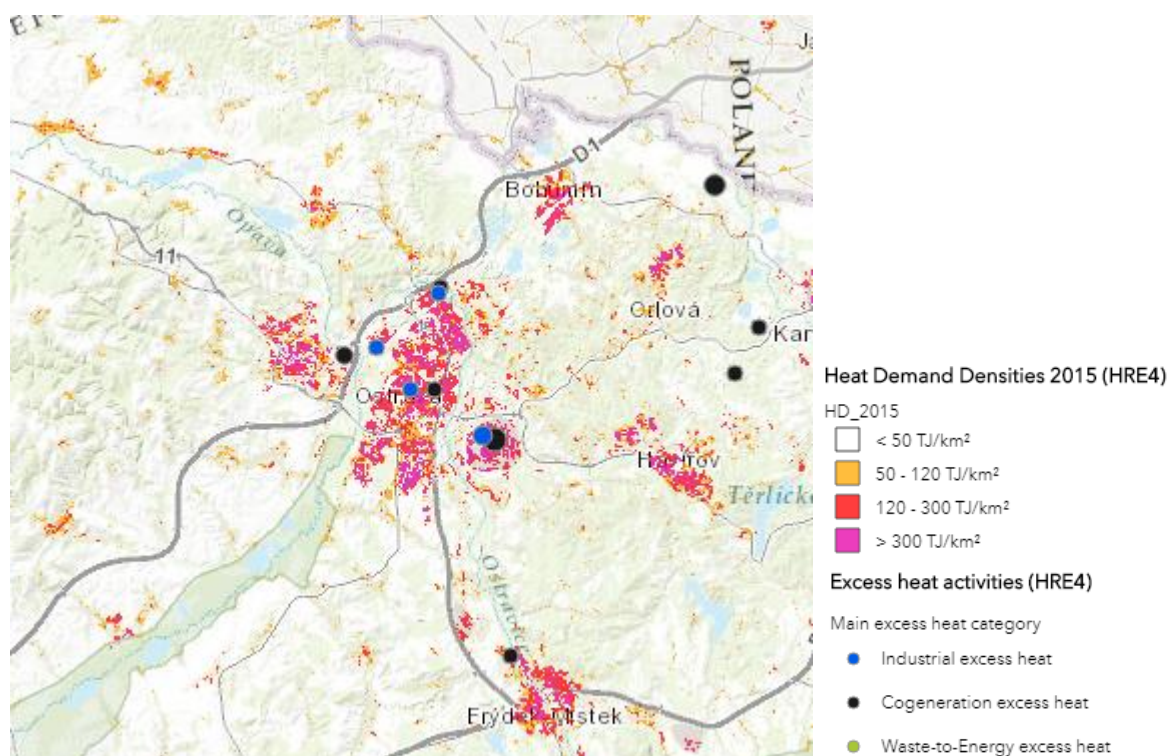 POLAND
D1
Bohumín
Opava
11
Orlová
Kar
Ostrava
Havířov
Těrlické
Ostravice
Frýdek-Místek
Heat Demand Densities 2015 (HRE4)
HD_2015
< 50 TJ/km²
50 - 120 TJ/km²
120 - 300 TJ/km²
> 300 TJ/km²
Excess heat activities (HRE4)
Main excess heat category
Industrial excess heat
Cogeneration excess heat
Waste-to-Energy excess heat